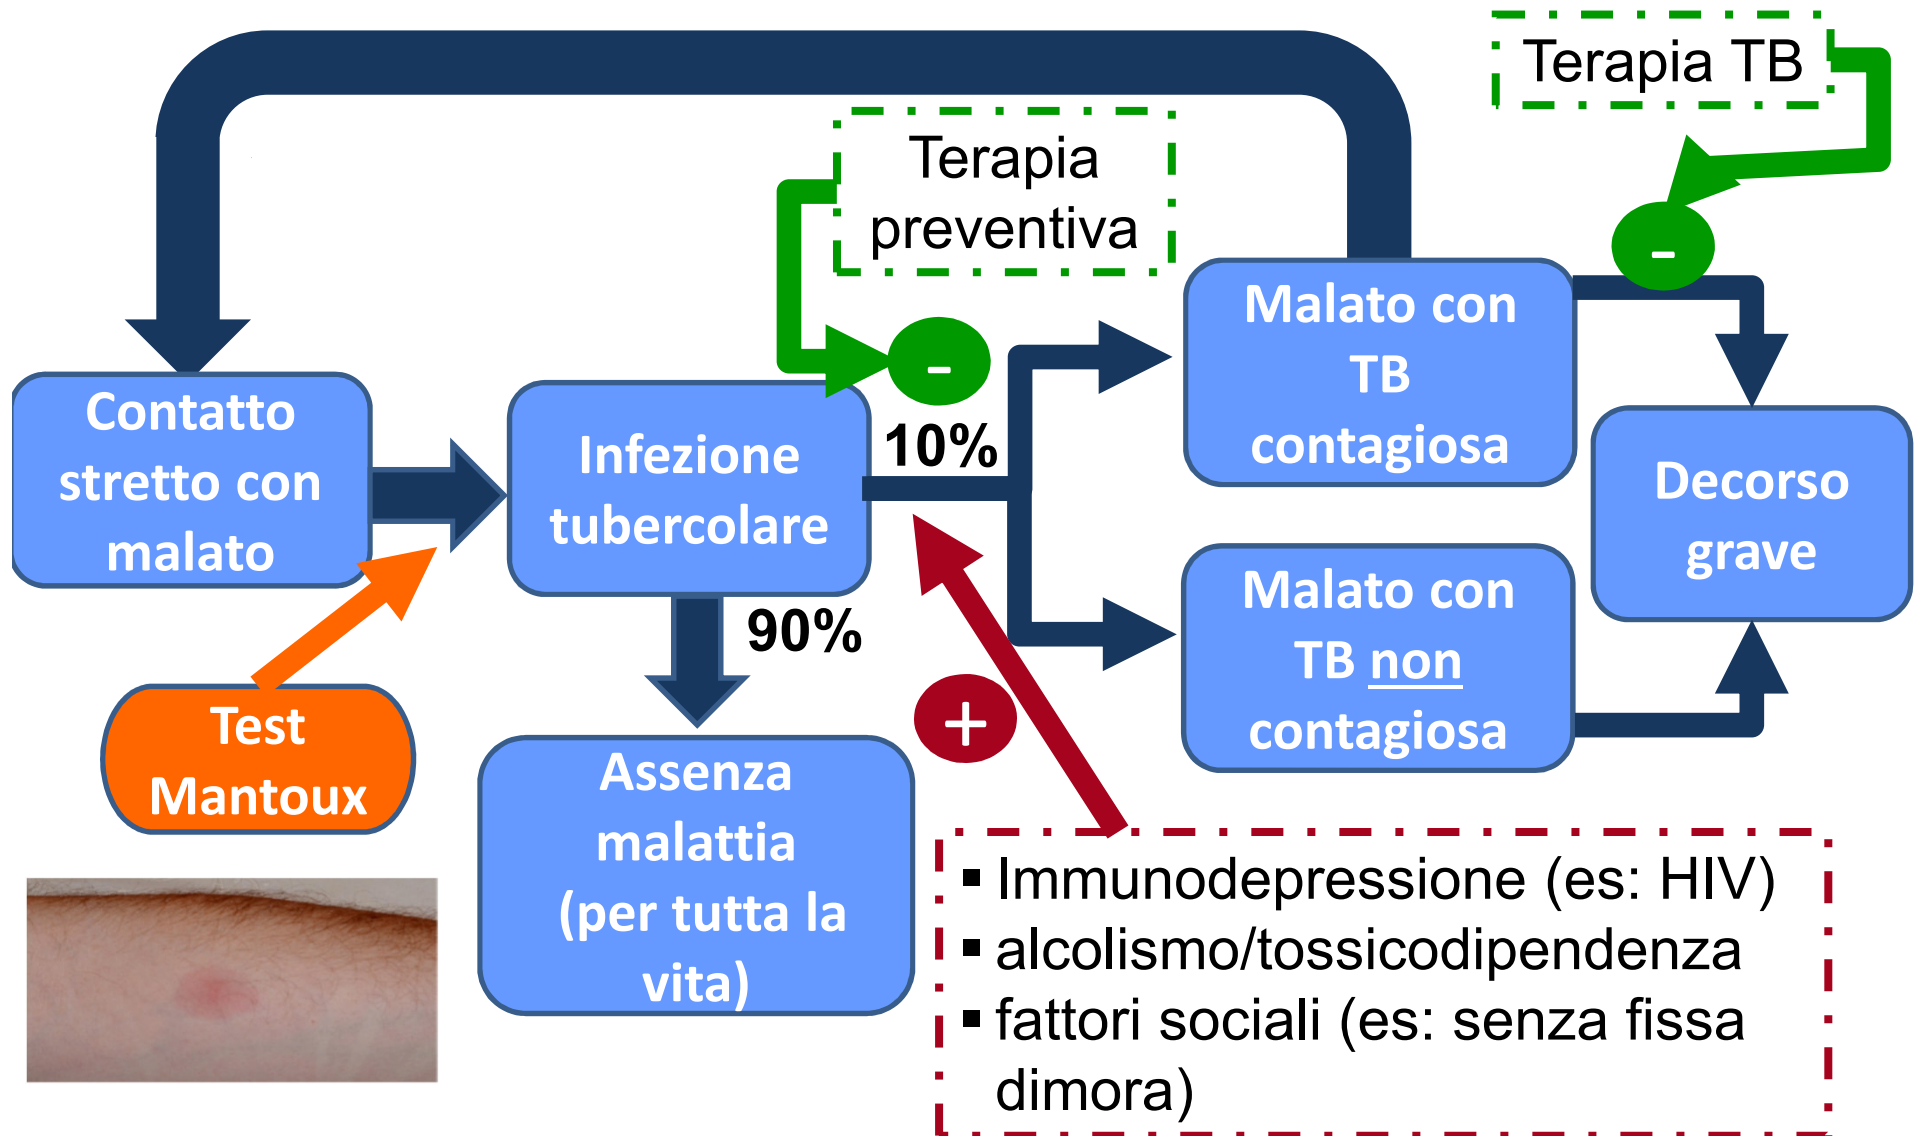 Terapia TB
Terapia
preventiva
-
-
Malato con
TB
contagiosa
Contatto
stretto con
malato
Infezione
tubercolare
10%
Decorso
grave
Malato con
TB non
contagiosa
90%
Test
Mantoux
+
Assenza
malattia
(per tutta la
vita)
▪ Immunodepressione (es: HIV)
▪ alcolismo/tossicodipendenza
▪ fattori sociali (es: senza fissa
dimora)